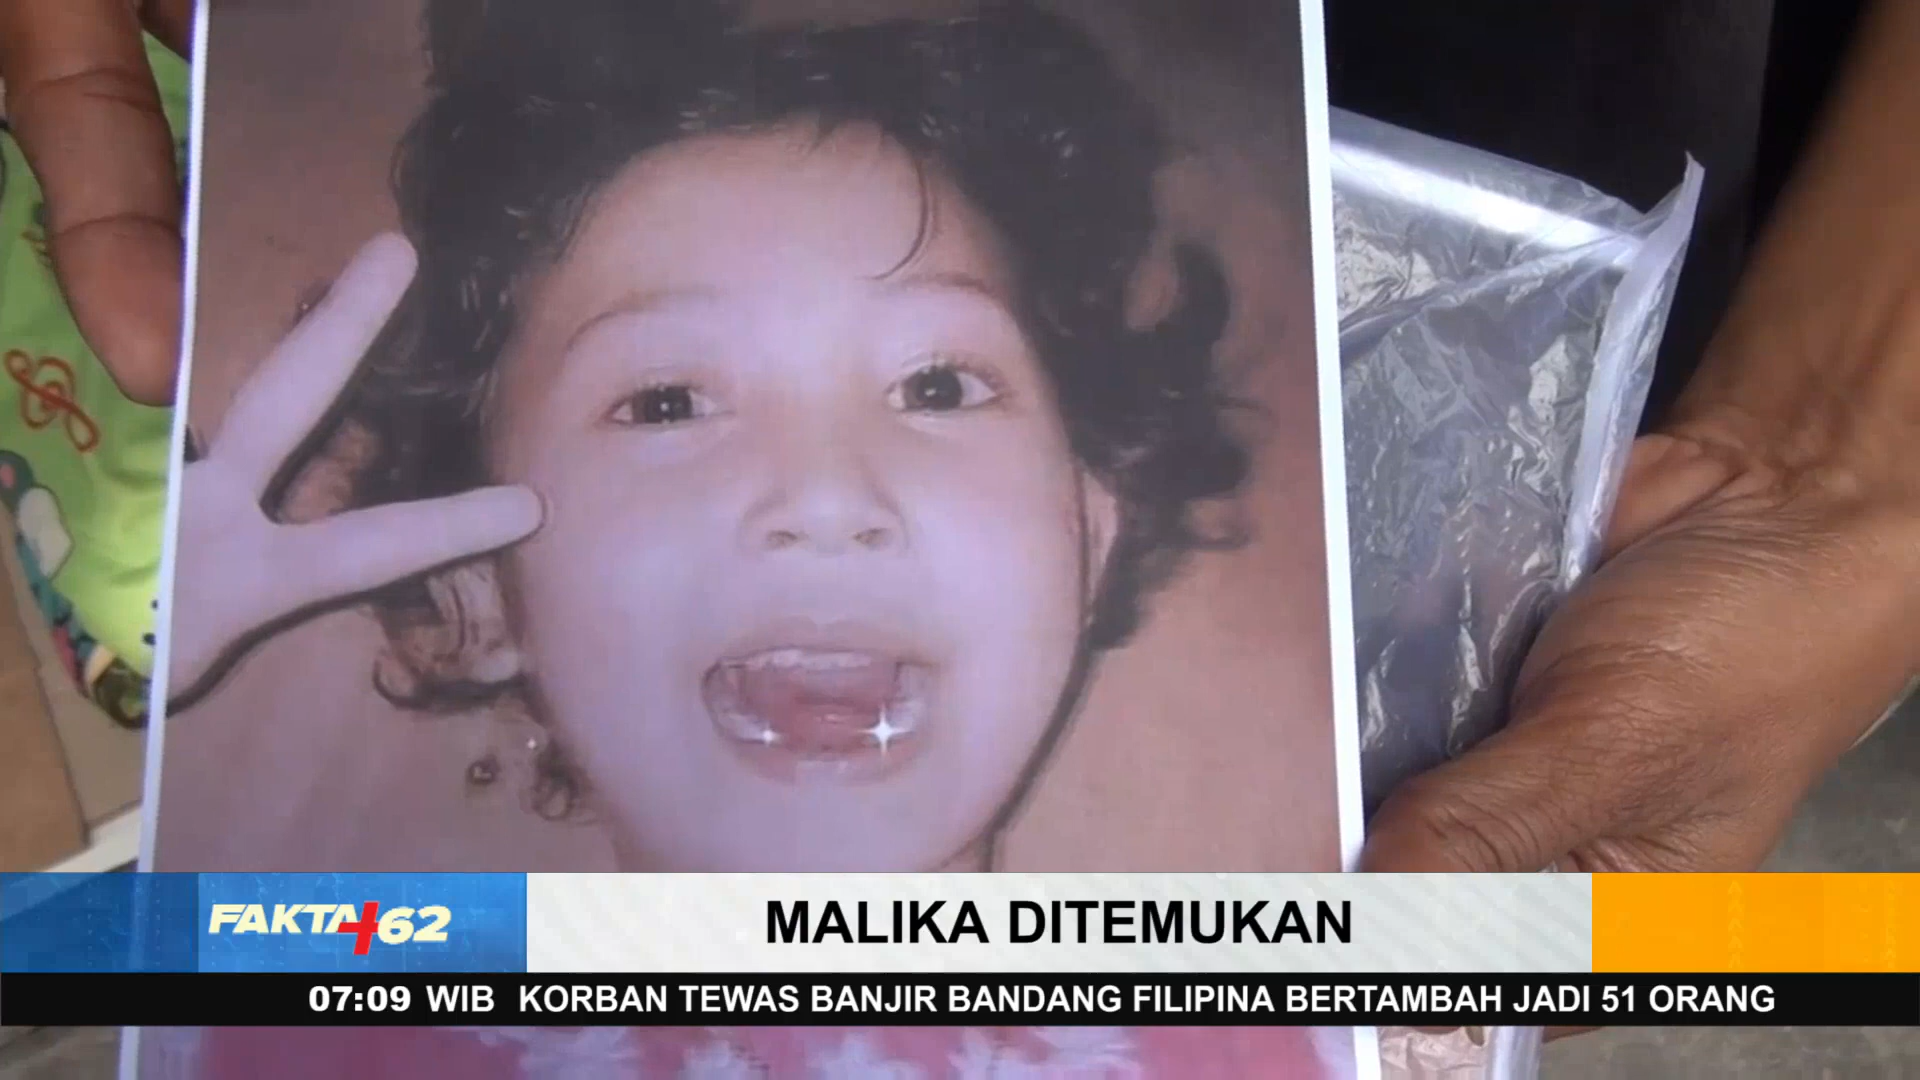 FAKTA+62
MALIKA DITEMUKAN
07:09 WIB KORBAN TEWAS BANJIR BANDANG FILIPINA BERTAMBAH JADI 51 ORANG